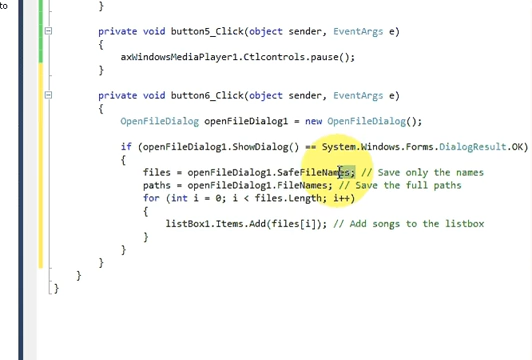 to
}
private void button5_Click(object sender, EventArgs e)
{
axWindowsMediaPlayer1.Ctlcontrols.pause();
}
private void button6_Click(object sender, EventArgs e)
{
OpenFileDialog openFileDialog1 = new OpenFileDialog();
if (openFileDialog1.ShowDialog() == System.Windows.Forms.DialogResult.OK)
{
files = openFileDialog1.SafeFileNames; // Save only the names
paths = openFileDialog1.FileNames; // Save the full paths
for (int i = 0; i < files.Length; i++)
{
listBox1.Items.Add(files[i]); // Add songs to the listbox
}
}
}
}
}